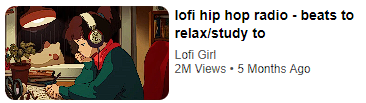 lofi hip hop radio - beats to
relax/study to
Lofi Girl
2M Views • 5 Months Ago